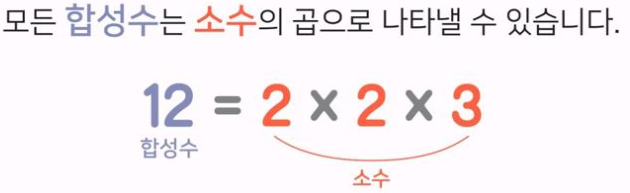 모든 합성수는 소수의 곱으로 나타낼 수 있습니다.
12 = 2 × 2 × 3
합성수
소수